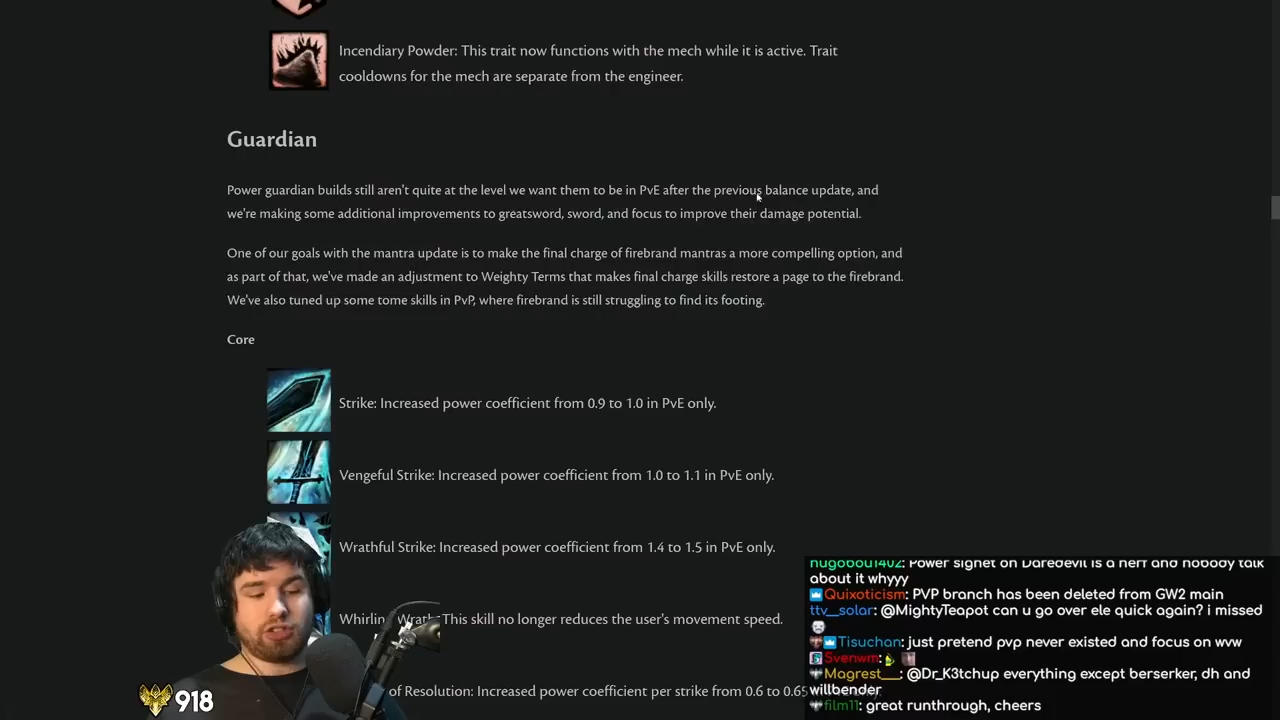 Incendiary Powder: This trait now functions with the mech while it is active. Trait
cooldowns for the mech are separate from the engineer.
Guardian
Power guardian builds still aren't quite at the level we want them to be in PvE after the previous balance update, and
we're making some additional improvements to greatsword, sword, and focus to improve their damage potential.
One of our goals with the mantra update is to make the final charge of firebrand mantras a more compelling option, and
as part of that, we've made an adjustment to Weighty Terms that makes final charge skills restore a page to the firebrand.
We've also tuned up some tome skills in PvP, where firebrand is still struggling to find its footing.
Core
Strike: Increased power coefficient from 0.9 to 1.0 in PvE only.
Vengeful Strike: Increased power coefficient from 1.0 to 1.1 in PvE only.
Wrathful Strike: Increased power coefficient from 1.4 to 1.5 in PvE only.
This skill no longer reduces the user's movement speed.
of Resolution: Increased power coefficient per strike from 0.6 to 0.65
918
hugobou1402: Power signet on Daredevil is a nerf and nobody talk
about it whyyy
Quixoticism: PVP branch has been deleted from GW2 main
ttv_solar: @MightyTeapot can u go over ele quick again? i missed
Tisuchan: just pretend pvp never existed and focus on wvw
Svenwm:
Magrest__: @Dr_K3tchup everything except berserker, dh and
willbender
film11: great runthrough, cheers